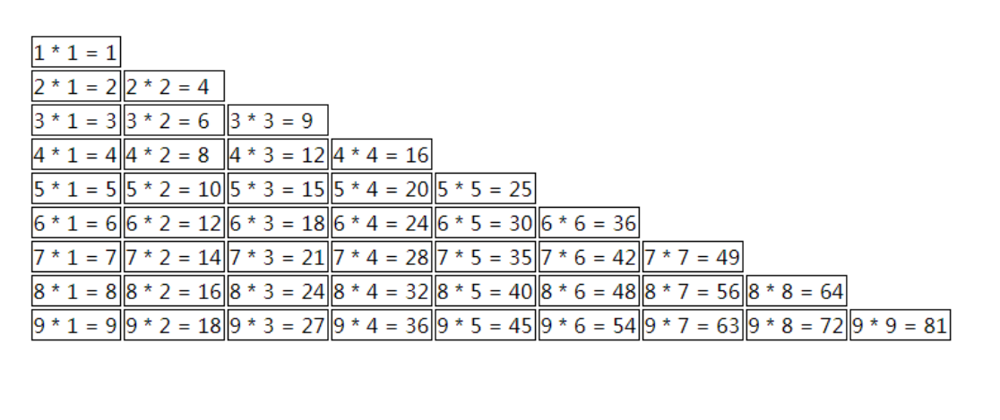 1 * 1 = 1
2 * 1 = 2 2 * 2 = 4
3 * 1 = 3 3 * 2 = 6 3 * 3 = 9
4 * 1 = 4 4 * 2 = 8 4 * 3 = 12 4 * 4 = 16
5 * 1 = 5 5 * 2 = 10 5 * 3 = 15 5 * 4 = 20 5 * 5 = 25
6 * 1 = 6 6 * 2 = 12 6 * 3 = 18 6 * 4 = 24 6 * 5 = 30 6 * 6 = 36
7 * 1 = 7 7 * 2 = 14 7 * 3 = 21 7 * 4 = 28 7 * 5 = 35 7 * 6 = 42 7 * 7 = 49
8 * 1 = 8 8 * 2 = 16 8 * 3 = 24 8 * 4 = 32 8 * 5 = 40 8 * 6 = 48 8 * 7 = 56 8 * 8 = 64
9 * 1 = 9 9 * 2 = 18 9 * 3 = 27 9 * 4 = 36 9 * 5 = 45 9 * 6 = 54 9 * 7 = 63 9 * 8 = 72 9 * 9 = 81